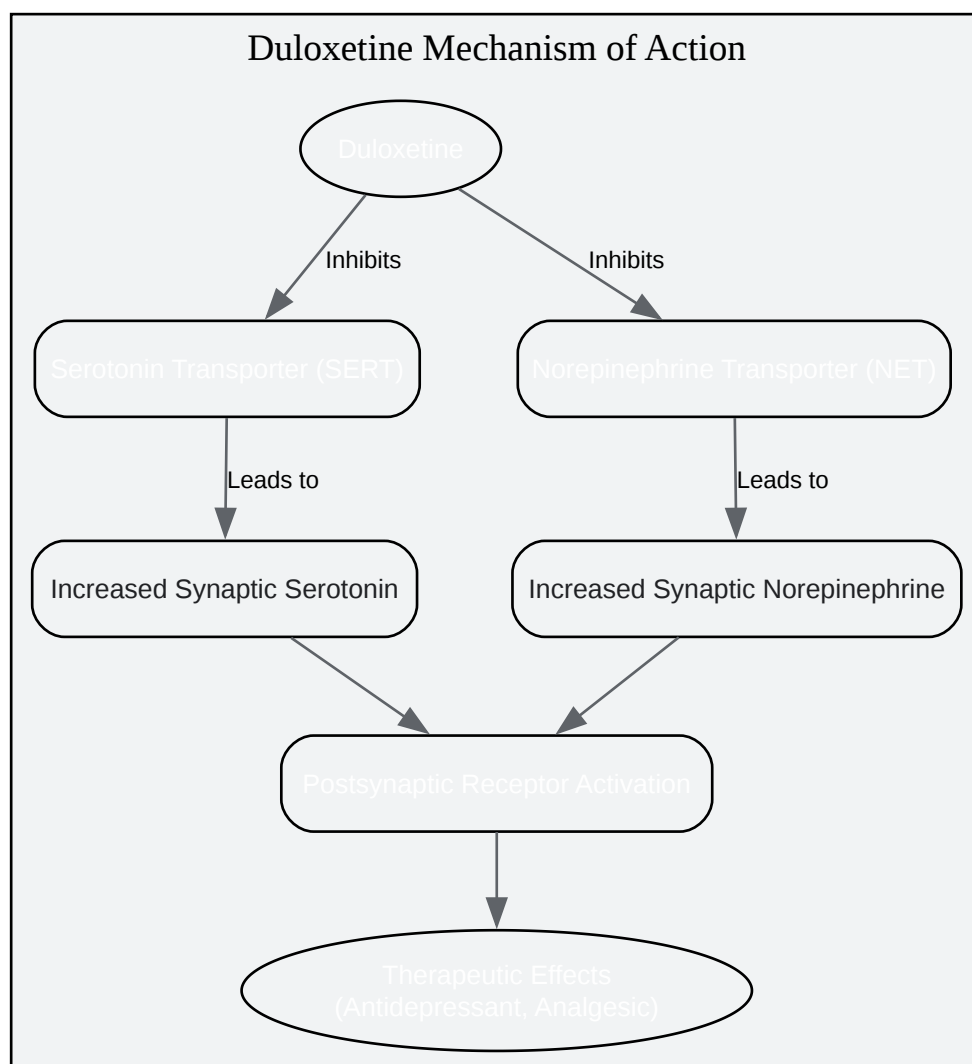 Duloxetine Mechanism of Action
Duloxetine
Inhibits
Inhibits
Serotonin Transporter (SERT)
Norepinephrine Transporter (NET)
Leads to
Leads to
Increased Synaptic Serotonin
Increased Synaptic Norepinephrine
Postsynaptic Receptor Activation
Therapeutic Effects
(Antidepressant, Analgesic)